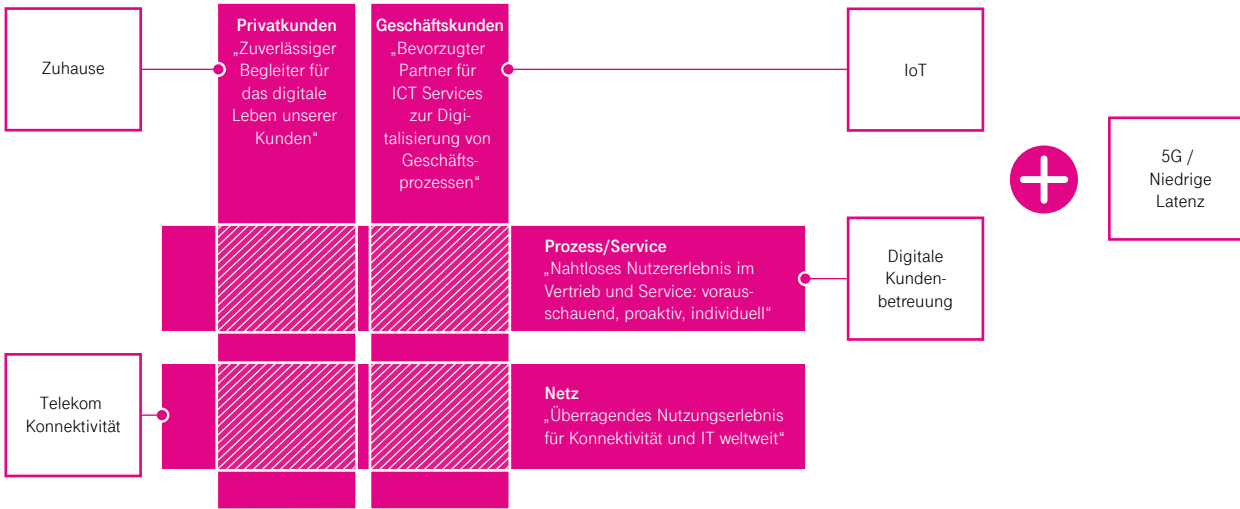 Zuhause
Privatkunden
„Zuverlässiger
Begleiter für
das digitale
Leben unserer
Kunden“
Geschäftskunden
„Bevorzugter
Partner für
ICT Services
zur Digi-
talisierung von
Geschäfts-
prozessen“
IoT
5G /
Niedrige
Latenz
Prozess/Service
„Nahtloses Nutzererlebnis im
Vertrieb und Service: voraus-
schauend, proaktiv, individuell“
Digitale
Kunden-
betreuung
Telekom
Konnektivität
Netz
„Überragendes Nutzungserlebnis
für Konnektivität und IT weltweit“